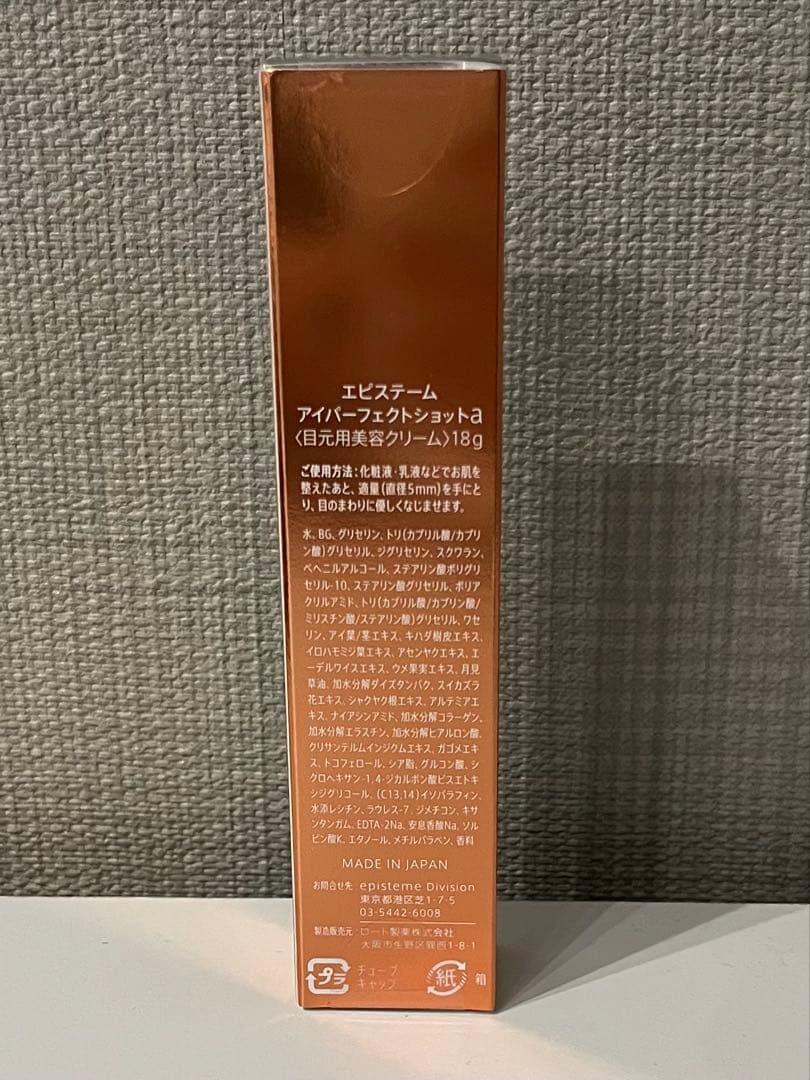 エピステーム
アイパーフェクトショットa
〈目元用美容クリーム〉18g
ご使用方法：化粧液・乳液などでお肌を
整えたあと、適量(直径5mm)を手にと
り、目のまわりに優しくなじませます。
水、BG、グリセリン、トリ(カプリル酸/カプリ
ン酸)グリセリル、ジグリセリン、スクワラン、
ベヘニルアルコール、ステアリン酸ポリグリ
セリル-10、ステアリン酸グリセリル、ポリア
クリルアミド、トリ(カプリル酸/カプリン酸/
ミリスチン酸/ステアリン酸)グリセリル、ワセ
リン、アイ葉/茎エキス、キハダ樹皮エキス、
イロハモミジ葉エキス、アセンヤクエキス、エ
ーデルワイスエキス、ウメ果実エキス、月見
草油、加水分解ダイズタンパク、スイカズラ
花エキス、シャクヤク根エキス、アルテミアエ
キス、ナイアシンアミド、加水分解コラーゲン、
加水分解エラスチン、加水分解ヒアルロン酸、
クリサンテルムインジクムエキス、ガゴメエキ
ス、トコフェロール、シア脂、グルコン酸、シ
クロヘキサン-1,4-ジカルボン酸ビスエトキ
シジグリコール、(C13,14)イソパラフィン、
水添レシチン、ラウレス-7、ジメチコン、キサ
ンタンガム、EDTA-2Na、安息香酸Na、ソル
ビン酸K、エタノール、メチルパラベン、香料
MADE IN JAPAN
お問合せ先 episteme Division
東京都港区芝1-7-5
03-5442-6008
製造販売元：ロート製薬株式会社
大阪市生野区巽西1-8-1
プラ チューブ
キャップ
紙 箱